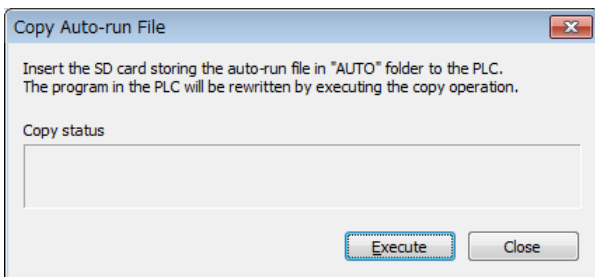 Copy Auto-run File
Insert the SD card storing the auto-run file in "AUTO" folder to the PLC.
The program in the PLC will be rewritten by executing the copy operation.
Copy status
Execute Close